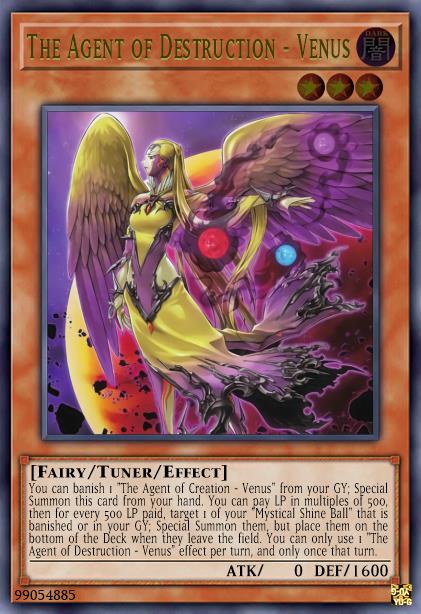 The Agent of Destruction - Venus
DARK
闇
[Fairy/Tuner/Effect]
You can banish 1 "The Agent of Creation - Venus" from your GY; Special
Summon this card from your hand. You can pay LP in multiples of 500,
then for every 500 LP paid, target 1 of your "Mystical Shine Ball" that is
banished or in your GY; Special Summon them, but place them on the
bottom of the Deck when they leave the field. You can only use 1 "The
Agent of Destruction - Venus" effect per turn, and only once that turn.
ATK/ 0 DEF/1600
99054885